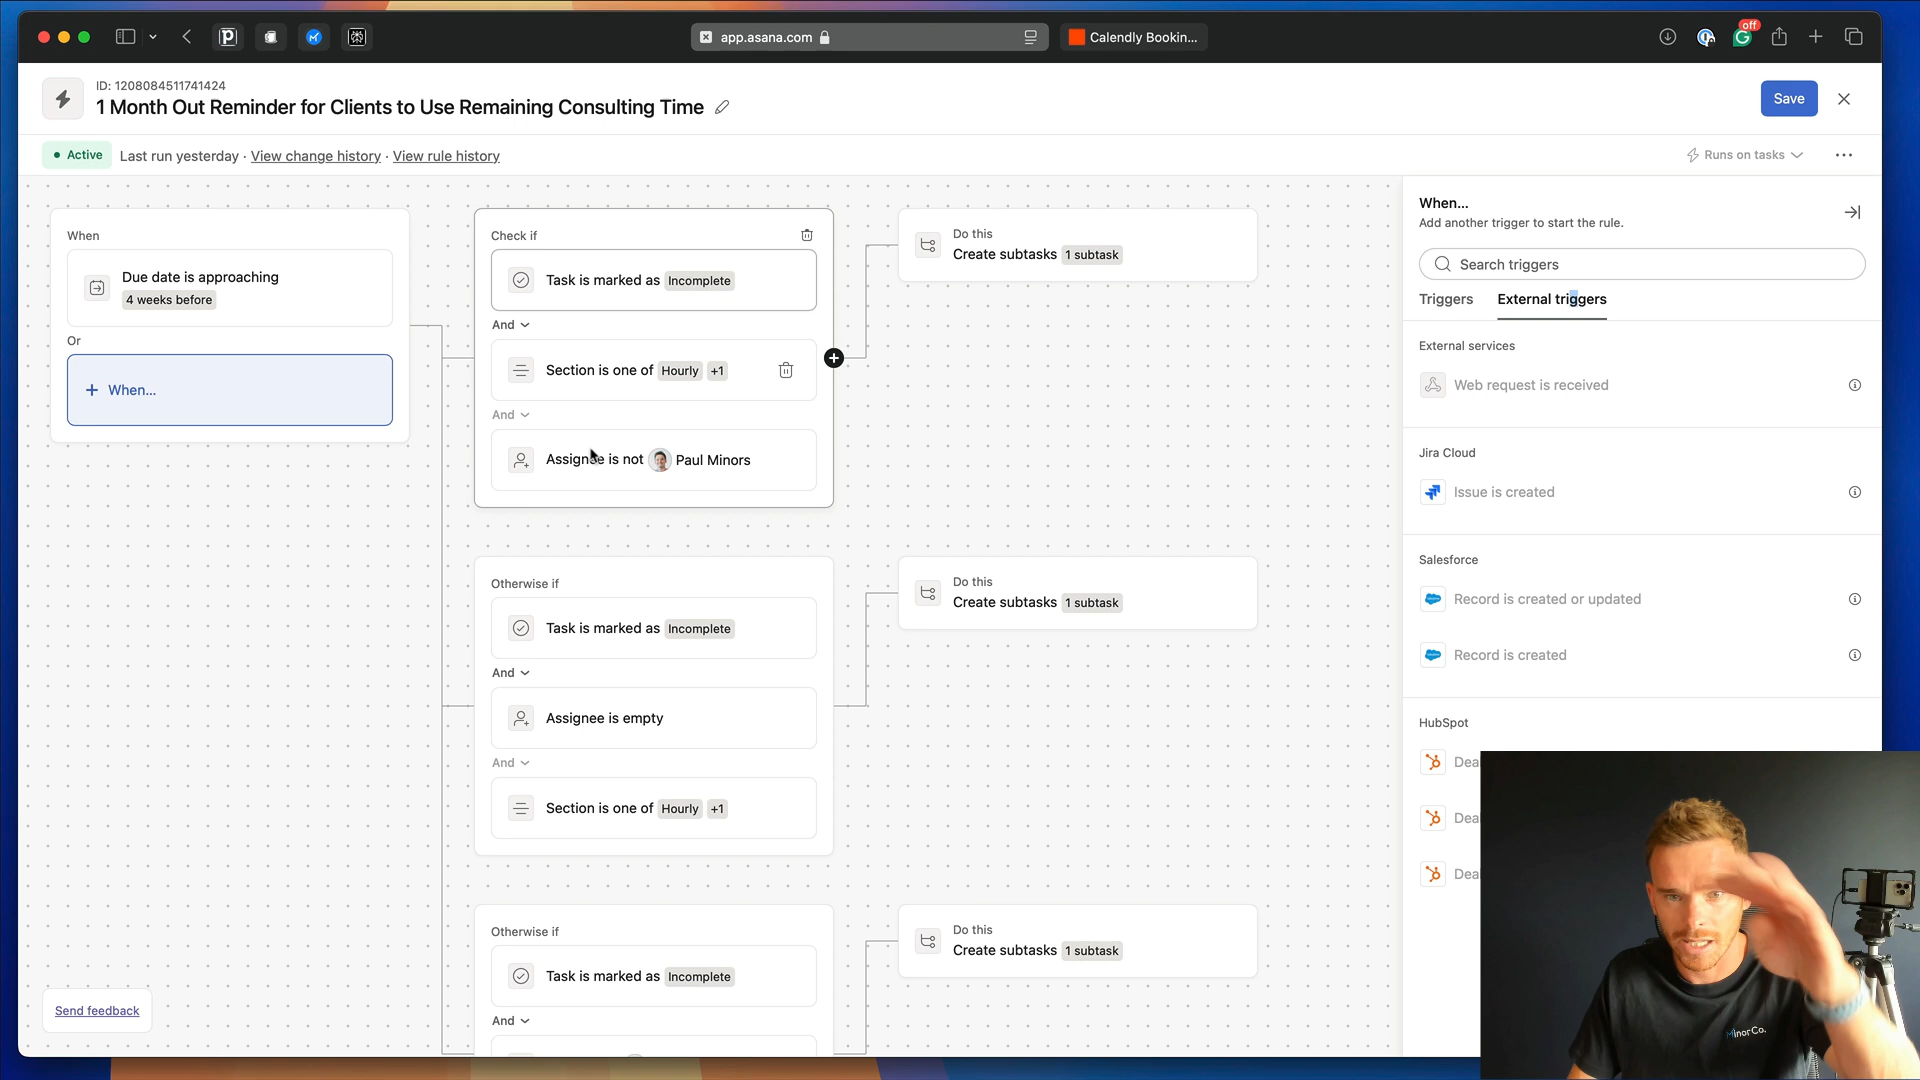 app.asana.com
Calendly Bookin...
off
ID: 1208084511741424
1 Month Out Reminder for Clients to Use Remaining Consulting Time
Save
Active
Last run yesterday · View change history · View rule history
Runs on tasks
When
Due date is approaching
4 weeks before
Or
+ When...
Check if
Task is marked as Incomplete
And
Section is one of Hourly +1
And
Assignee is not Paul Minors
Do this
Create subtasks 1 subtask
Otherwise if
Task is marked as Incomplete
And
Assignee is empty
And
Section is one of Hourly +1
Do this
Create subtasks 1 subtask
Otherwise if
Task is marked as Incomplete
And
Do this
Create subtasks 1 subtask
Send feedback
When...
Add another trigger to start the rule.
Search triggers
Triggers
External triggers
External services
Web request is received
Jira Cloud
Issue is created
Salesforce
Record is created or updated
Record is created
HubSpot
Dea
Dea
Dea
MinorCo.